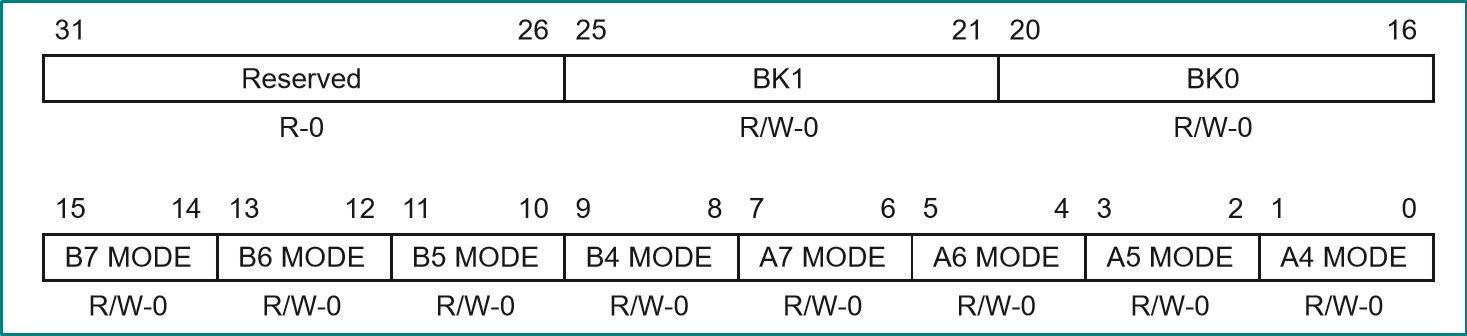 31 26 25 21 20 16
Reserved BK1 BK0
R-0 R/W-0 R/W-0
15 14 13 12 11 10 9 8 7 6 5 4 3 2 1 0
B7 MODE B6 MODE B5 MODE B4 MODE A7 MODE A6 MODE A5 MODE A4 MODE
R/W-0 R/W-0 R/W-0 R/W-0 R/W-0 R/W-0 R/W-0 R/W-0